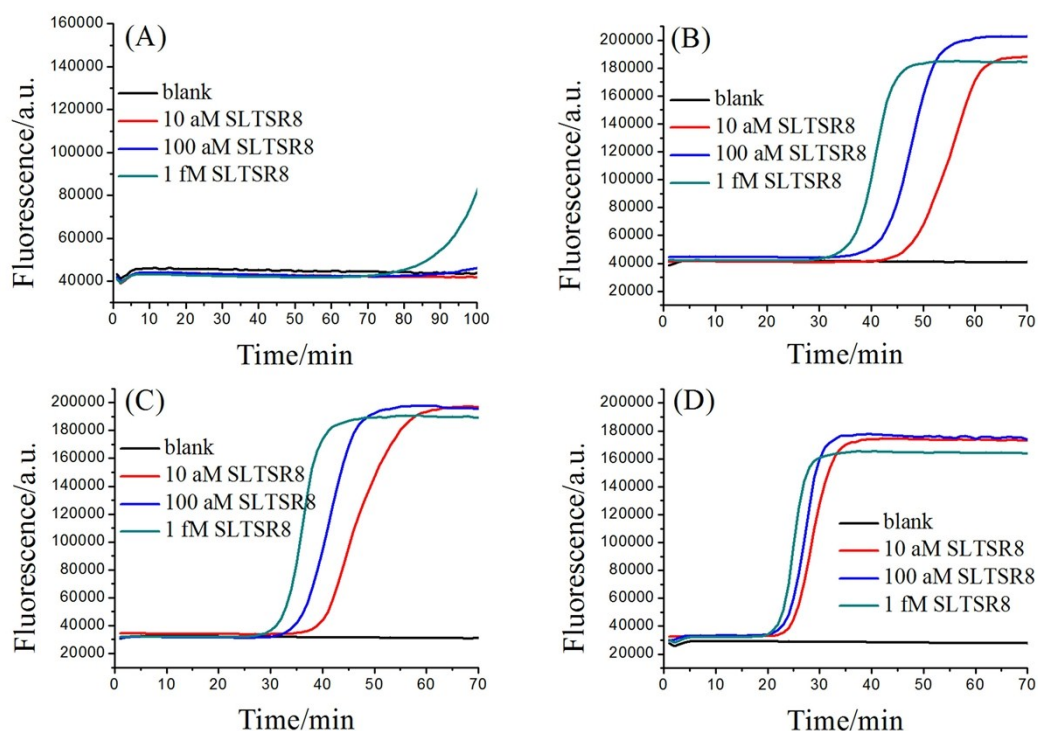 (A)
Fluorescence/a.u.
160000
140000
120000
100000
80000
60000
40000
blank
10 aM SLTSR8
100 aM SLTSR8
1 fM SLTSR8
0 10 20 30 40 50 60 70 80 90 100
Time/min
(B)
Fluorescence/a.u.
200000
180000
160000
140000
120000
100000
80000
60000
40000
20000
blank
10 aM SLTSR8
100 aM SLTSR8
1 fM SLTSR8
0 10 20 30 40 50 60 70
Time/min
(C)
Fluorescence/a.u.
200000
180000
160000
140000
120000
100000
80000
60000
40000
20000
blank
10 aM SLTSR8
100 aM SLTSR8
1 fM SLTSR8
0 10 20 30 40 50 60 70
Time/min
(D)
Fluorescence/a.u.
200000
180000
160000
140000
120000
100000
80000
60000
40000
20000
blank
10 aM SLTSR8
100 aM SLTSR8
1 fM SLTSR8
0 10 20 30 40 50 60 70
Time/min